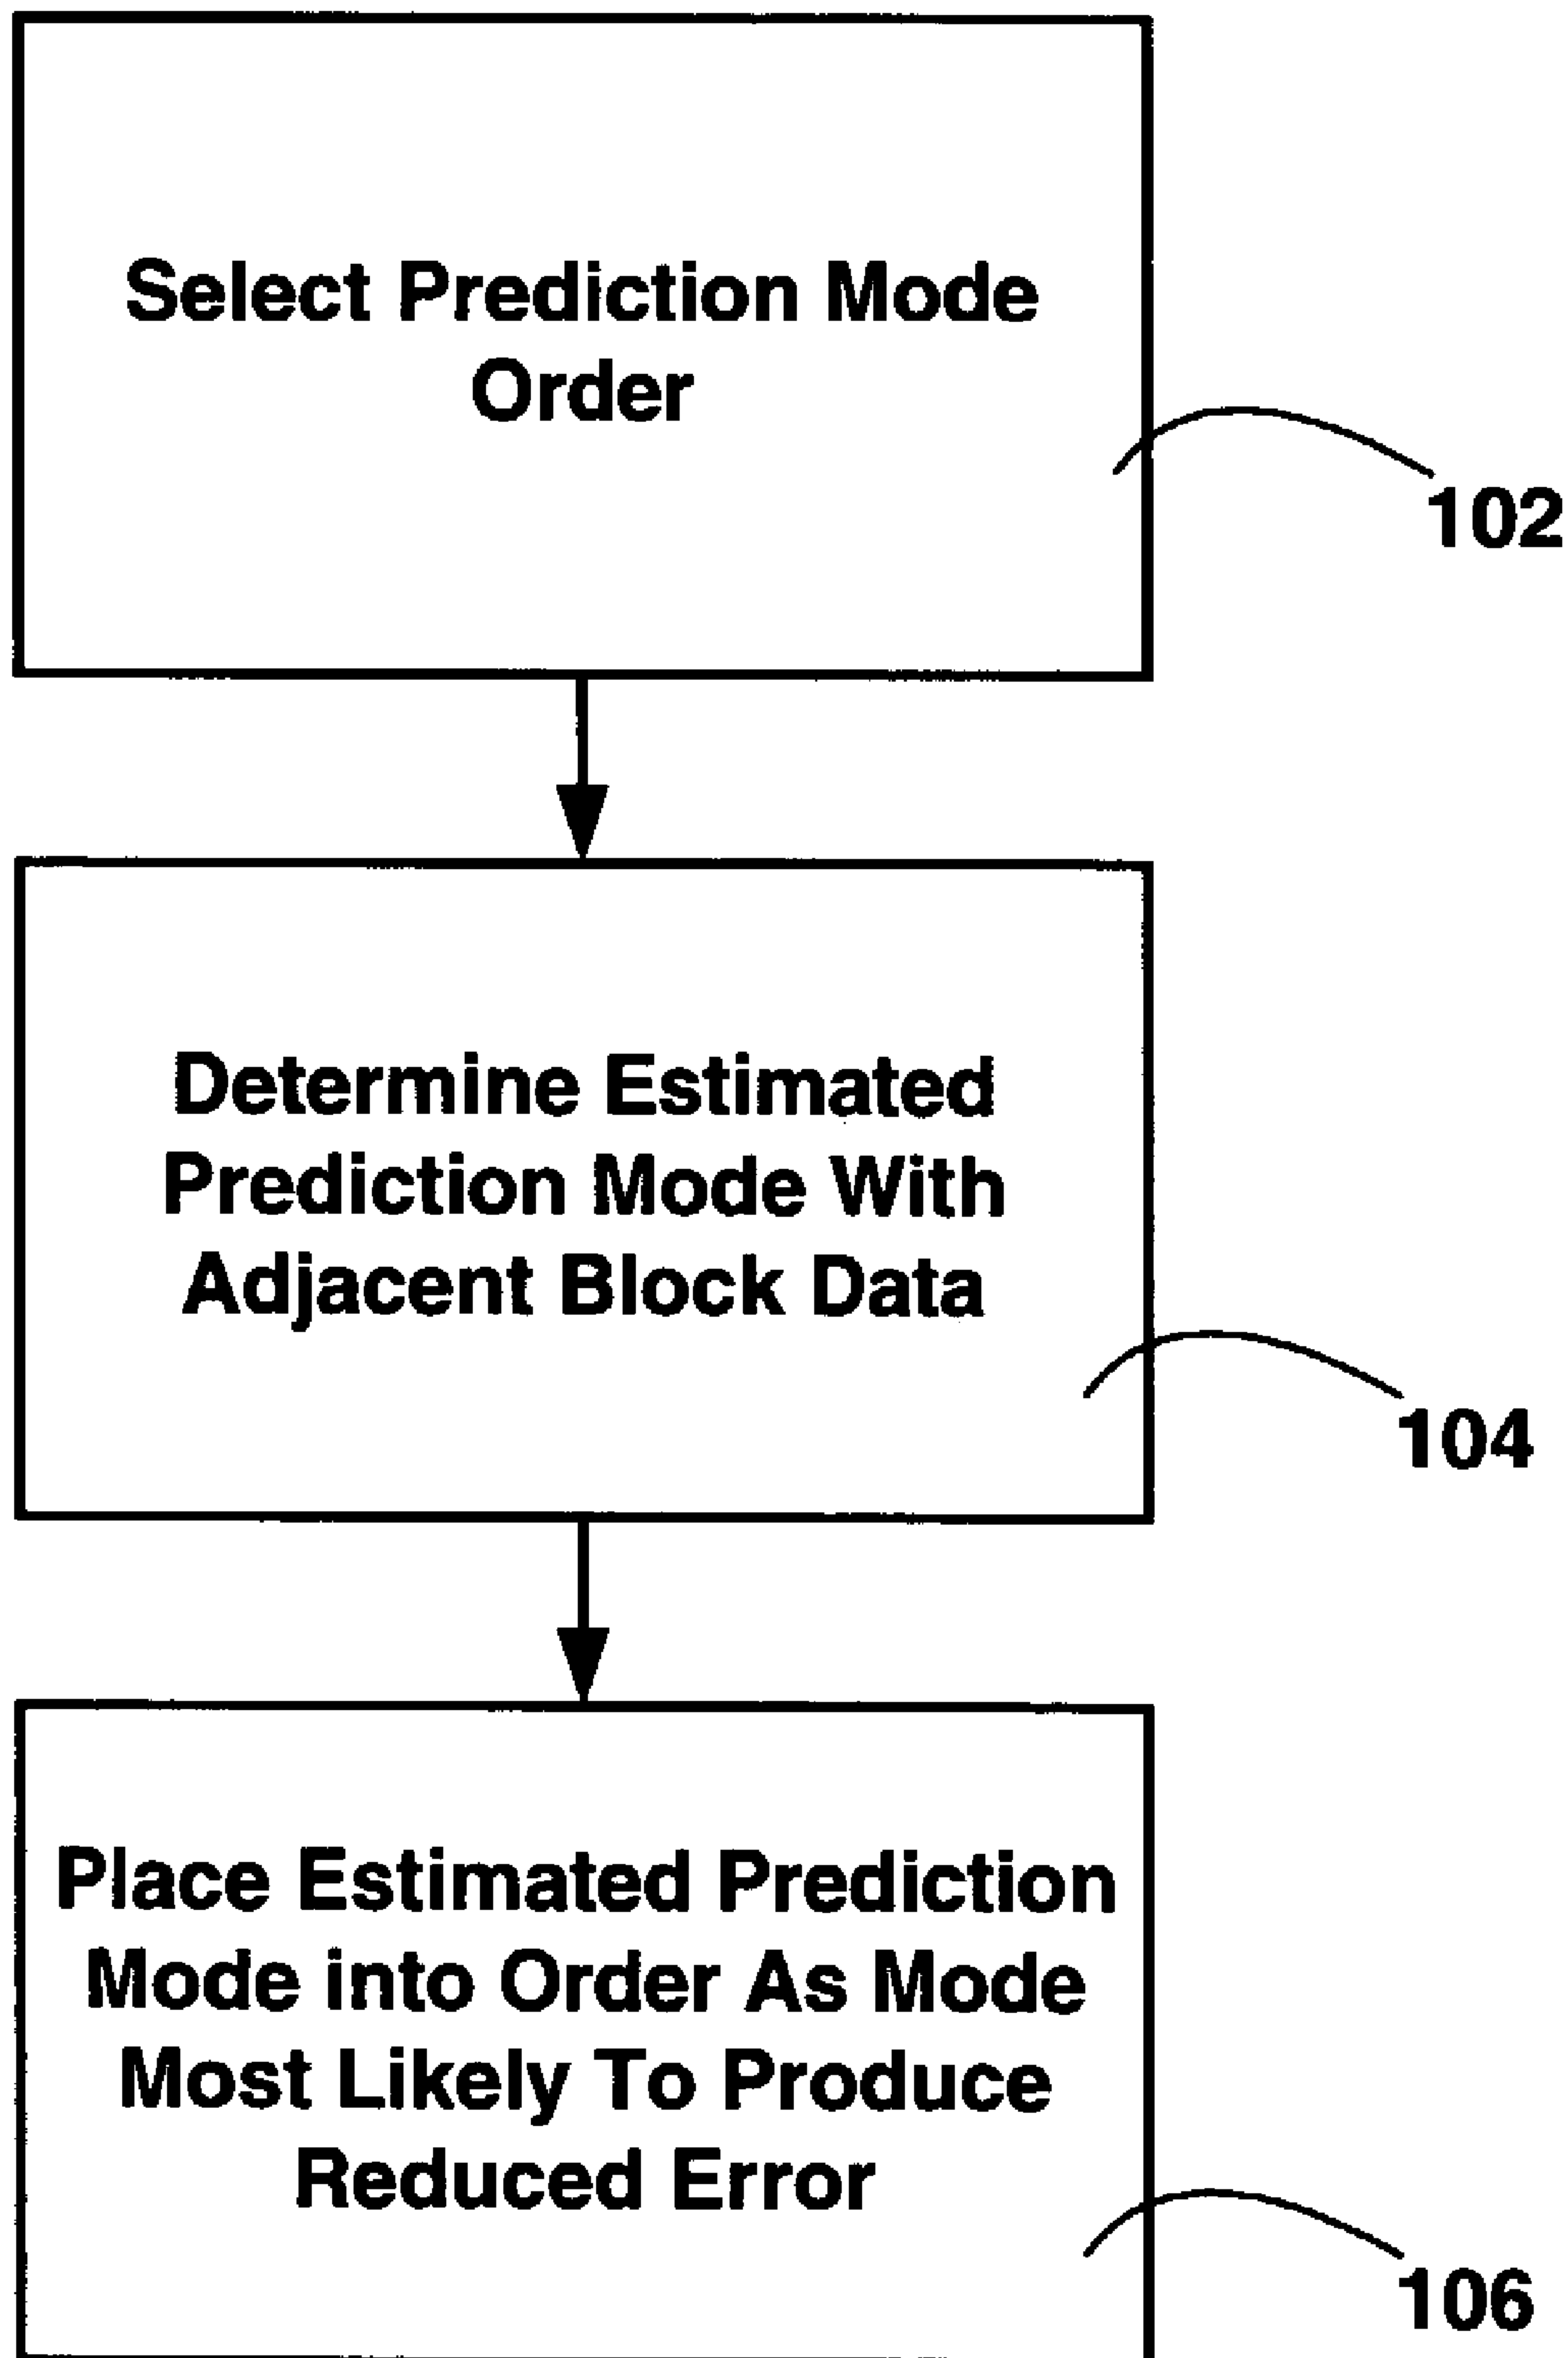 Select Prediction Mode
Order
102
Determine Estimated
Prediction Mode With
Adjacent Block Data
104
Place Estimated Prediction
Mode into Order As Mode
Most Likely To Produce
Reduced Error
106